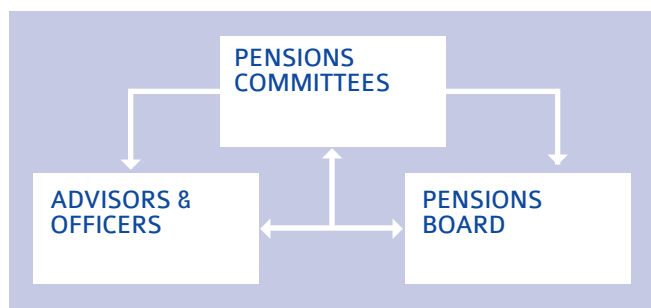 PENSIONS
COMMITTEES
ADVISORS &
OFFICERS
PENSIONS
BOARD